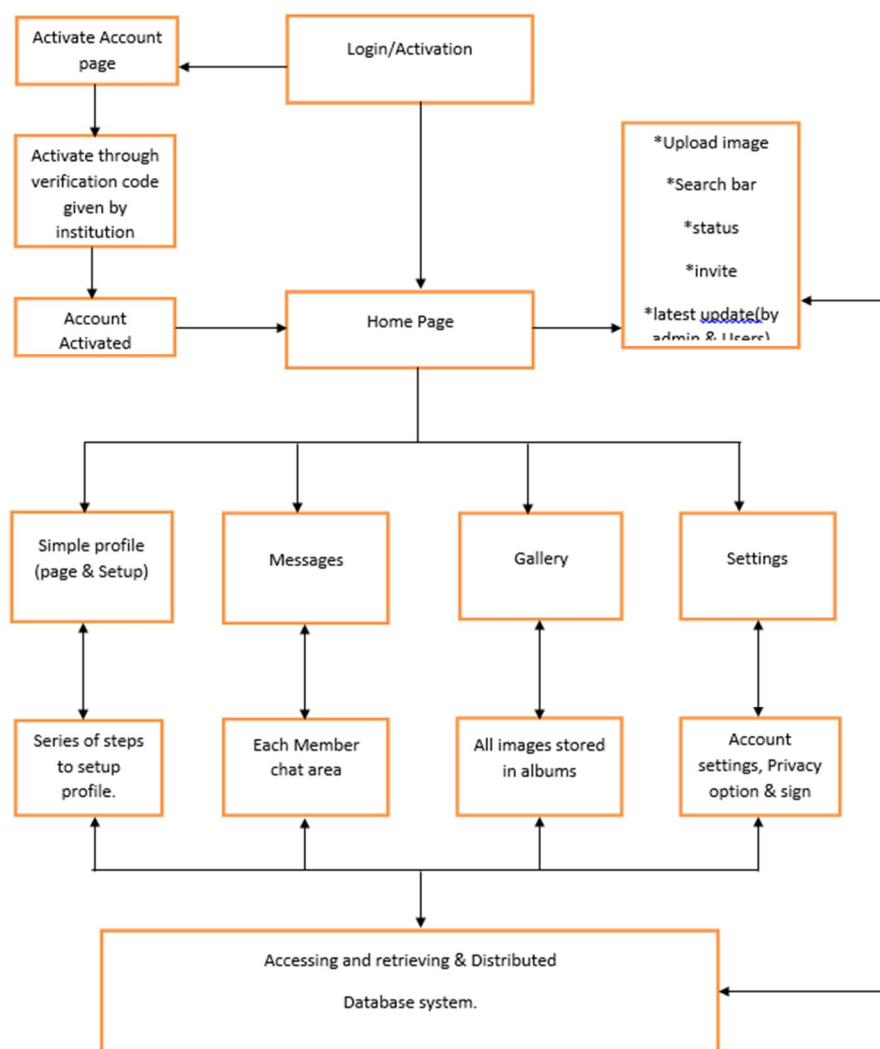 Activate Account
page
Login/Activation
Activate through
verification code
given by
institution
*Upload image
*Search bar
*status
*invite
*latest update(by
admin & Users)
Account
Activated
Home Page
Simple profile
(page & Setup)
Messages
Gallery
Settings
Series of steps
to setup
profile.
Each Member
chat area
All images stored
in albums
Account
settings, Privacy
option & sign
Accessing and retrieving & Distributed
Database system.